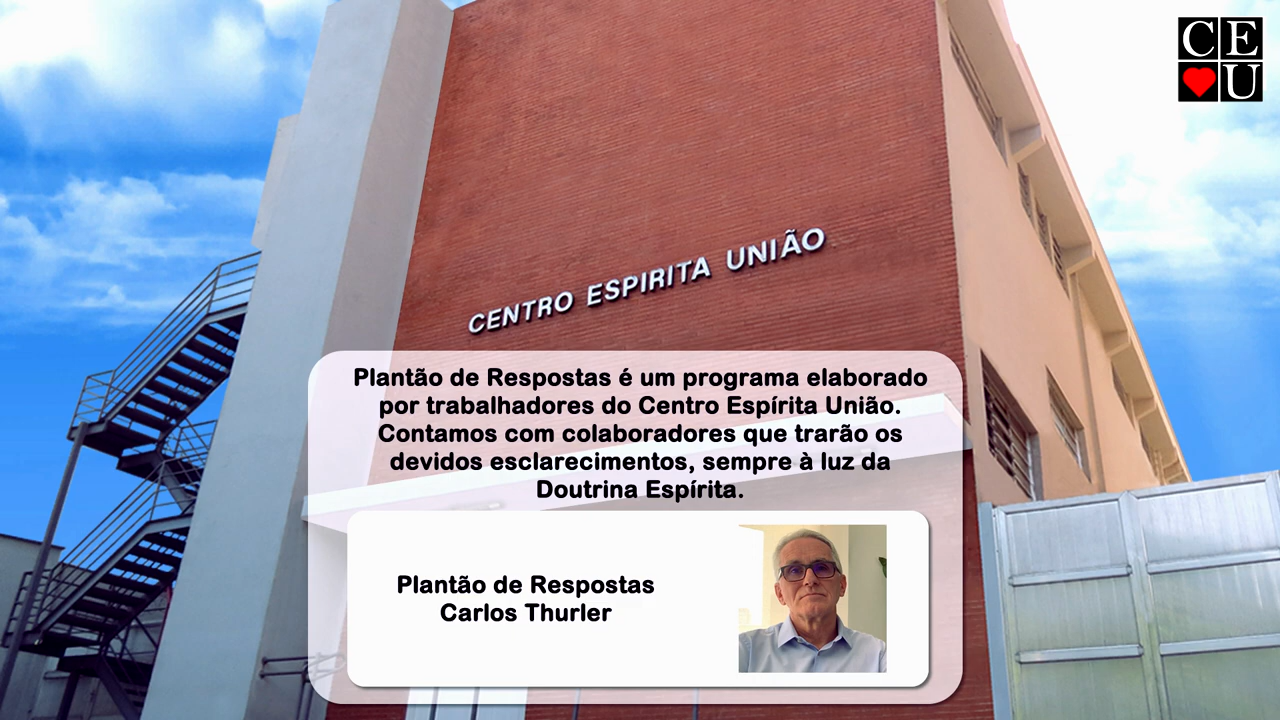 CE
U
CENTRO ESPIRITA UNIÃO
Plantão de Respostas é um programa elaborado
por trabalhadores do Centro Espírita União.
Contamos com colaboradores que trarão os
devidos esclarecimentos, sempre à luz da
Doutrina Espírita.
Plantão de Respostas
Carlos Thurler